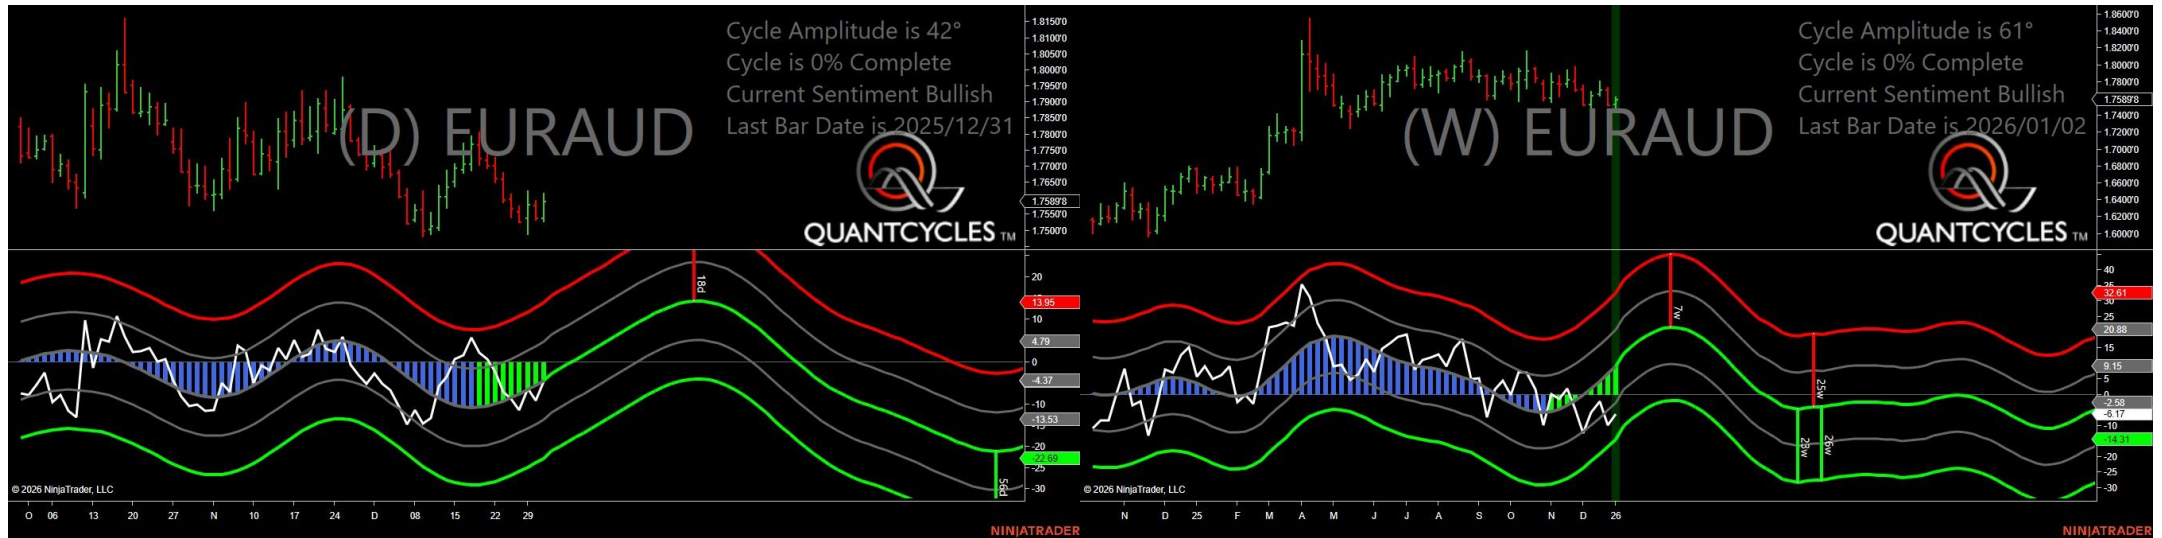 Cycle Amplitude is 42°
Cycle is 0% Complete
Current Sentiment Bullish
Last Bar Date is 2025/12/31
(D) EURAUD
QUANTCYCLES TM
1.8150'0
1.8100'0
1.8050'0
1.8000'0
1.7950'0
1.7900'0
1.7850'0
1.7800'0
1.7750'0
1.7700'0
1.7650'0
1.7589'8
1.7550'0
1.7500'0
18d
56d
20
13.95
10
4.79
0
-4.37
-10
-13.53
-20
-22.69
-25
-30
© 2026 NinjaTrader, LLC
O 06 13 20 27 N 10 17 24 D 08 15 22 29
NINJATRADER
Cycle Amplitude is 61°
Cycle is 0% Complete
Current Sentiment Bullish
Last Bar Date is 2026/01/02
(W) EURAUD
QUANTCYCLES TM
1.8600'0
1.8400'0
1.8200'0
1.8000'0
1.7800'0
1.7589'8
1.7400'0
1.7200'0
1.7000'0
1.6800'0
1.6600'0
1.6400'0
1.6200'0
1.6000'0
7w
25w
26w
40
32.61
30
25
20.88
15
9.15
5
-2.58
-6.17
-10
-14.31
-20
-25
-30
© 2026 NinjaTrader, LLC
N D 25 F M A M J J A S O N D 26
NINJATRADER